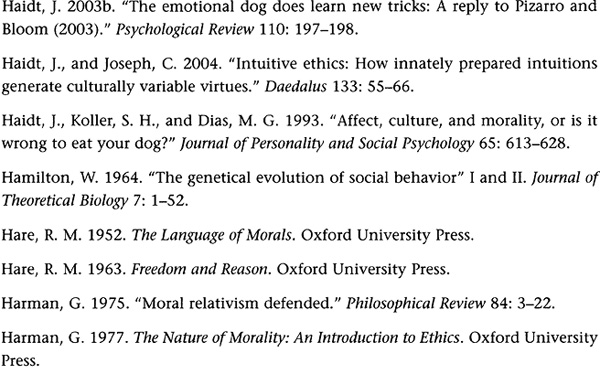 Haidt, J. 2003b. “The emotional dog does learn new tricks: A reply to Pizarro and
Bloom (2003).” Psychological Review 110: 197–198.
Haidt, J., and Joseph, C. 2004. “Intuitive ethics: How innately prepared intuitions
generate culturally variable virtues.” Daedalus 133: 55–66.
Haidt, J., Koller, S. H., and Dias, M. G. 1993. “Affect, culture, and morality, or is it
wrong to eat your dog?” Journal of Personality and Social Psychology 65: 613–628.
Hamilton, W. 1964. “The genetical evolution of social behavior” I and II. Journal of
Theoretical Biology 7: 1–52.
Hare, R. M. 1952. The Language of Morals. Oxford University Press.
Hare, R. M. 1963. Freedom and Reason. Oxford University Press.
Harman, G. 1975. “Moral relativism defended.” Philosophical Review 84: 3–22.
Harman, G. 1977. The Nature of Morality: An Introduction to Ethics. Oxford University
Press.